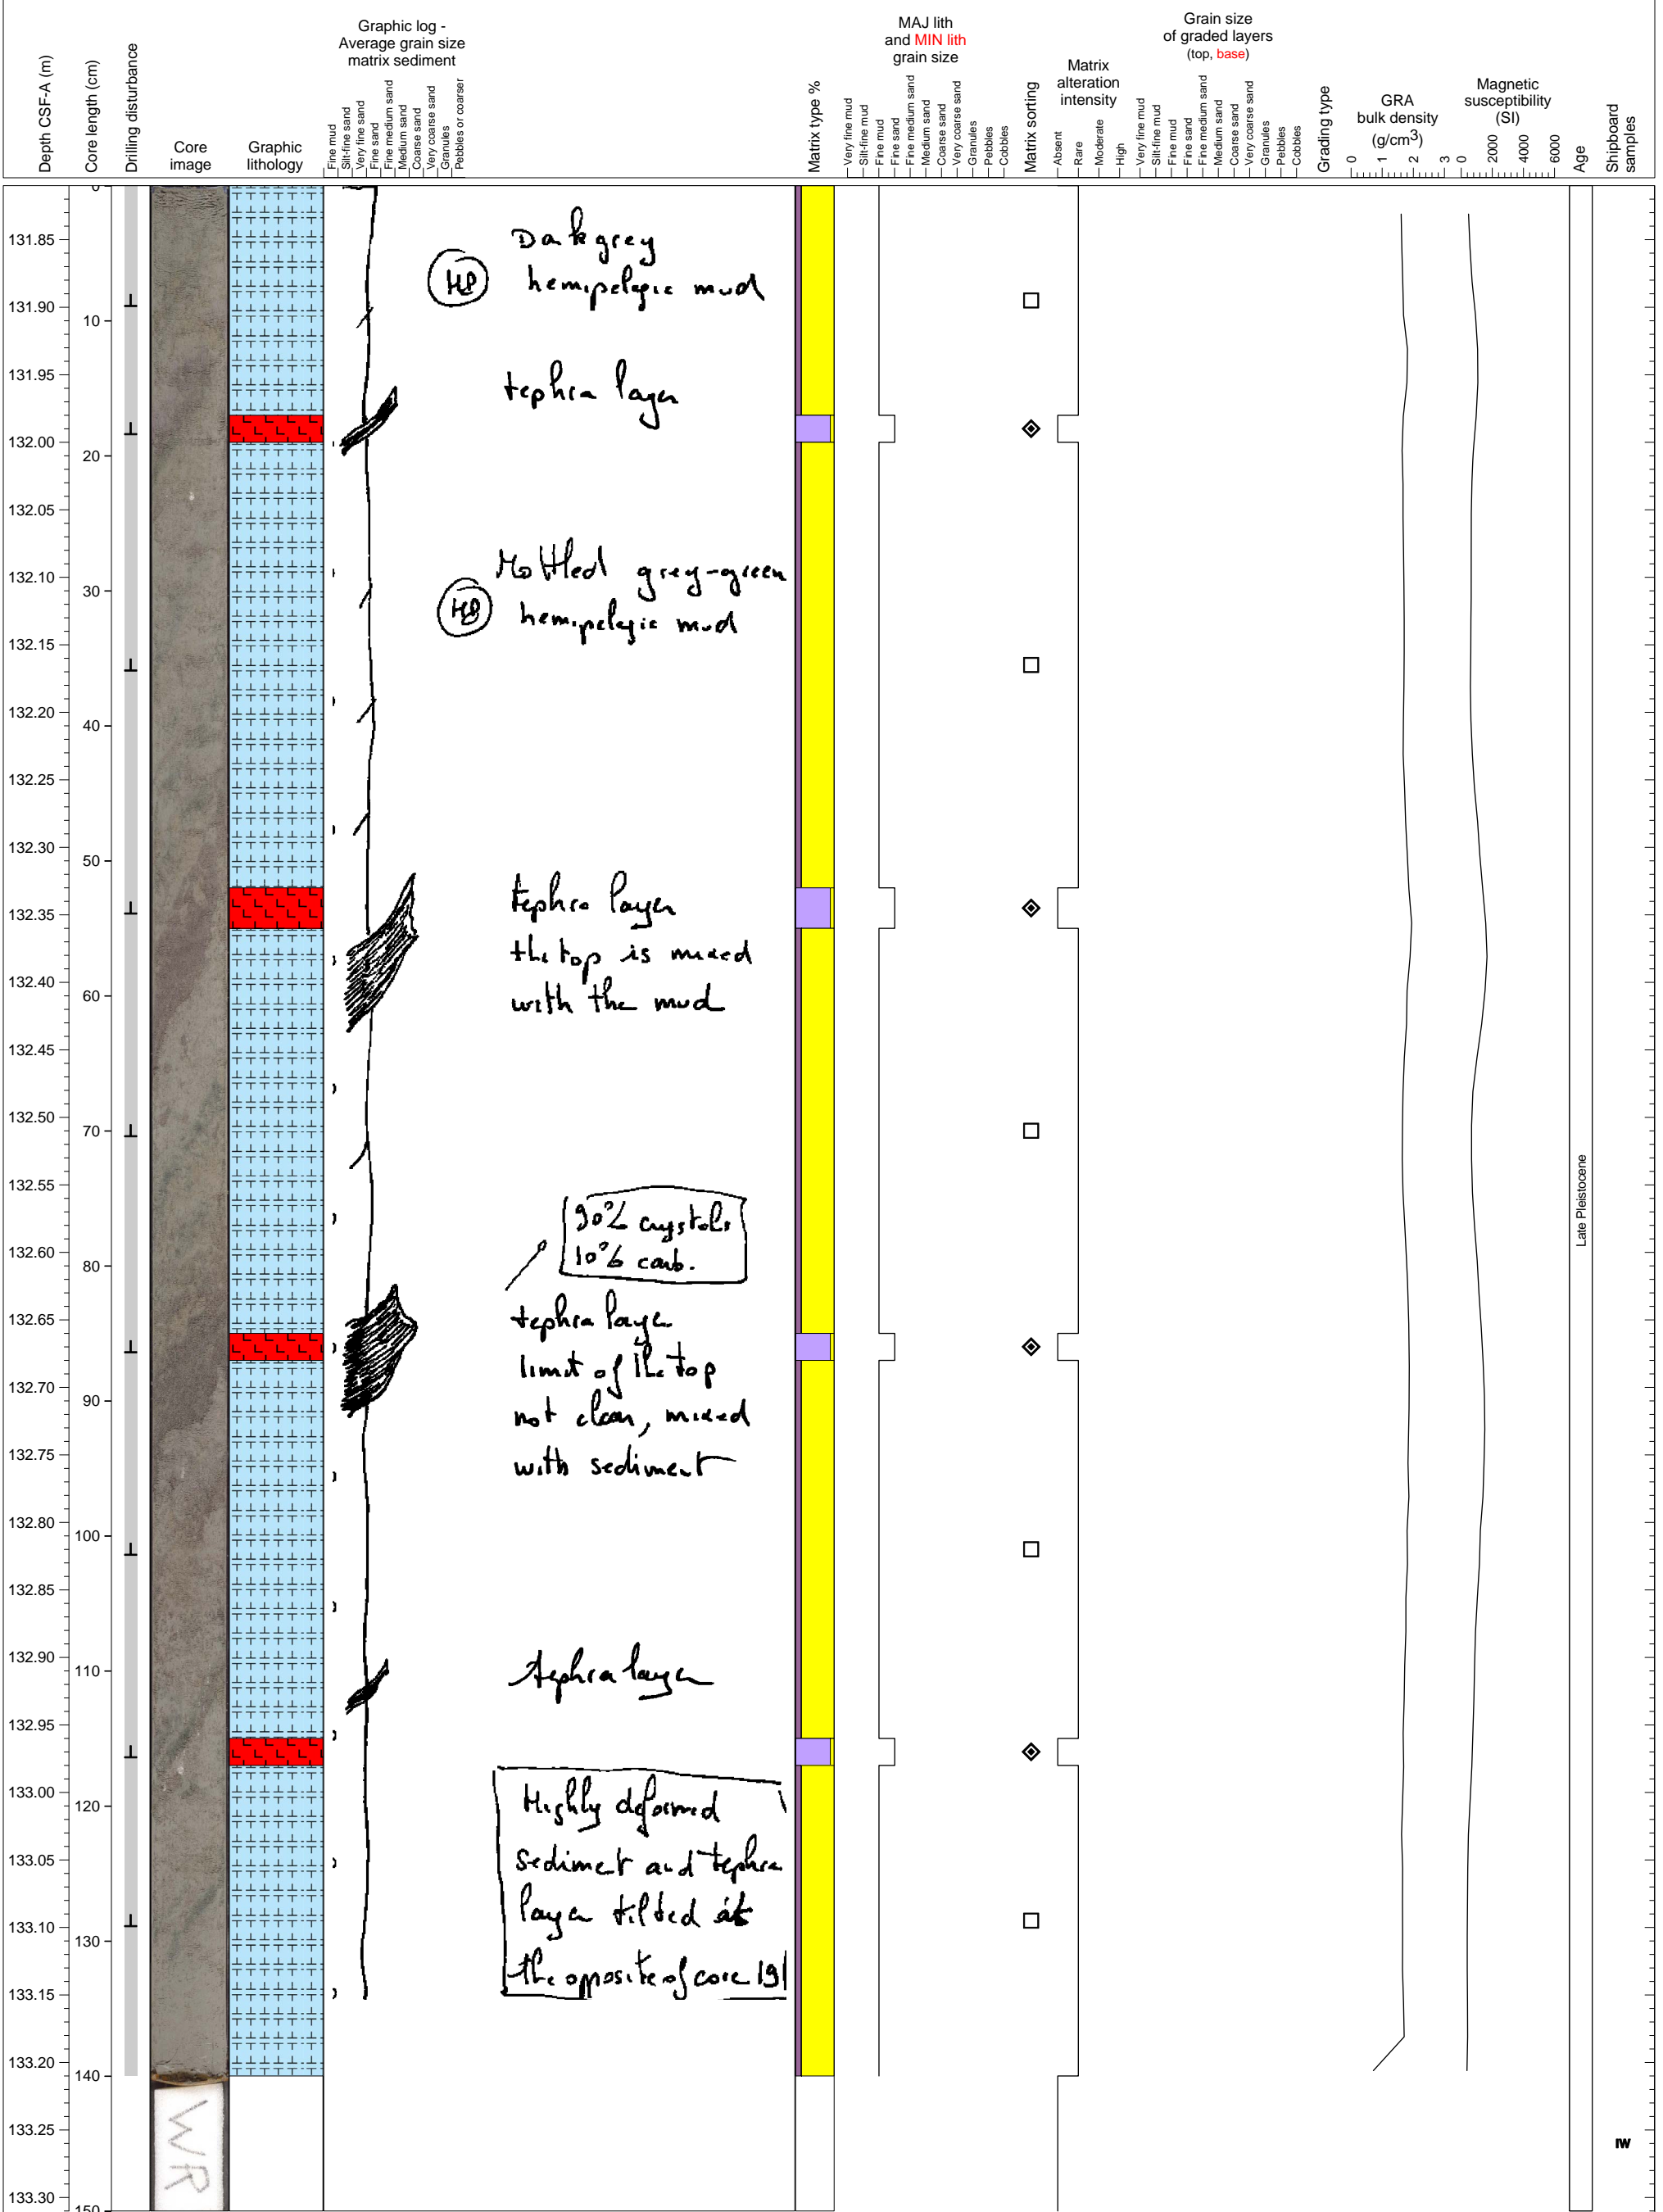 Depth CSF-A (m)
Core length (cm)
Drilling disturbance
Core
image
Graphic
lithology
Graphic log -
Average grain size
matrix sediment
Fine mud
Silt-fine sand
Very fine sand
Fine sand
Fine medium sand
Medium sand
Coarse sand
Very coarse sand
Granules
Pebbles or coarser
Matrix type %
MAJ lith
and MIN lith
grain size
Very fine mud
Silt-fine mud
Fine mud
Fine sand
Fine medium sand
Medium sand
Coarse sand
Very coarse sand
Granules
Pebbles
Cobbles
Matrix sorting
Matrix
alteration
intensity
Absent
Rare
Moderate
High
Grain size
of graded layers
(top, base)
Very fine mud
Silt-fine mud
Fine mud
Fine sand
Fine medium sand
Medium sand
Coarse sand
Very coarse sand
Granules
Pebbles
Cobbles
Grading type
GRA
bulk density
(g/cm3)
0 1 2 3
Magnetic
susceptibility
(SI)
0 2000 4000 6000
Age
Shipboard
samples
131.85
131.90
131.95
132.00
132.05
132.10
132.15
132.20
132.25
132.30
132.35
132.40
132.45
132.50
132.55
132.60
132.65
132.70
132.75
132.80
132.85
132.90
132.95
133.00
133.05
133.10
133.15
133.20
133.25
133.30
0
10
20
30
40
50
60
70
80
90
100
110
120
130
140
150
Dark grey
HP hemipelagic mud
tephra layer
Mottled grey-green
HP hemipelagic mud
tephra layer
the top is mixed
with the mud
90% crystals
10% carb.
tephra layer
limit of the top
not clear, mixed
with sediment
tephra layer
Highly deformed
sediment and tephra
layer tilted at
the opposite of core 19
Late Pleistocene
WR
IW